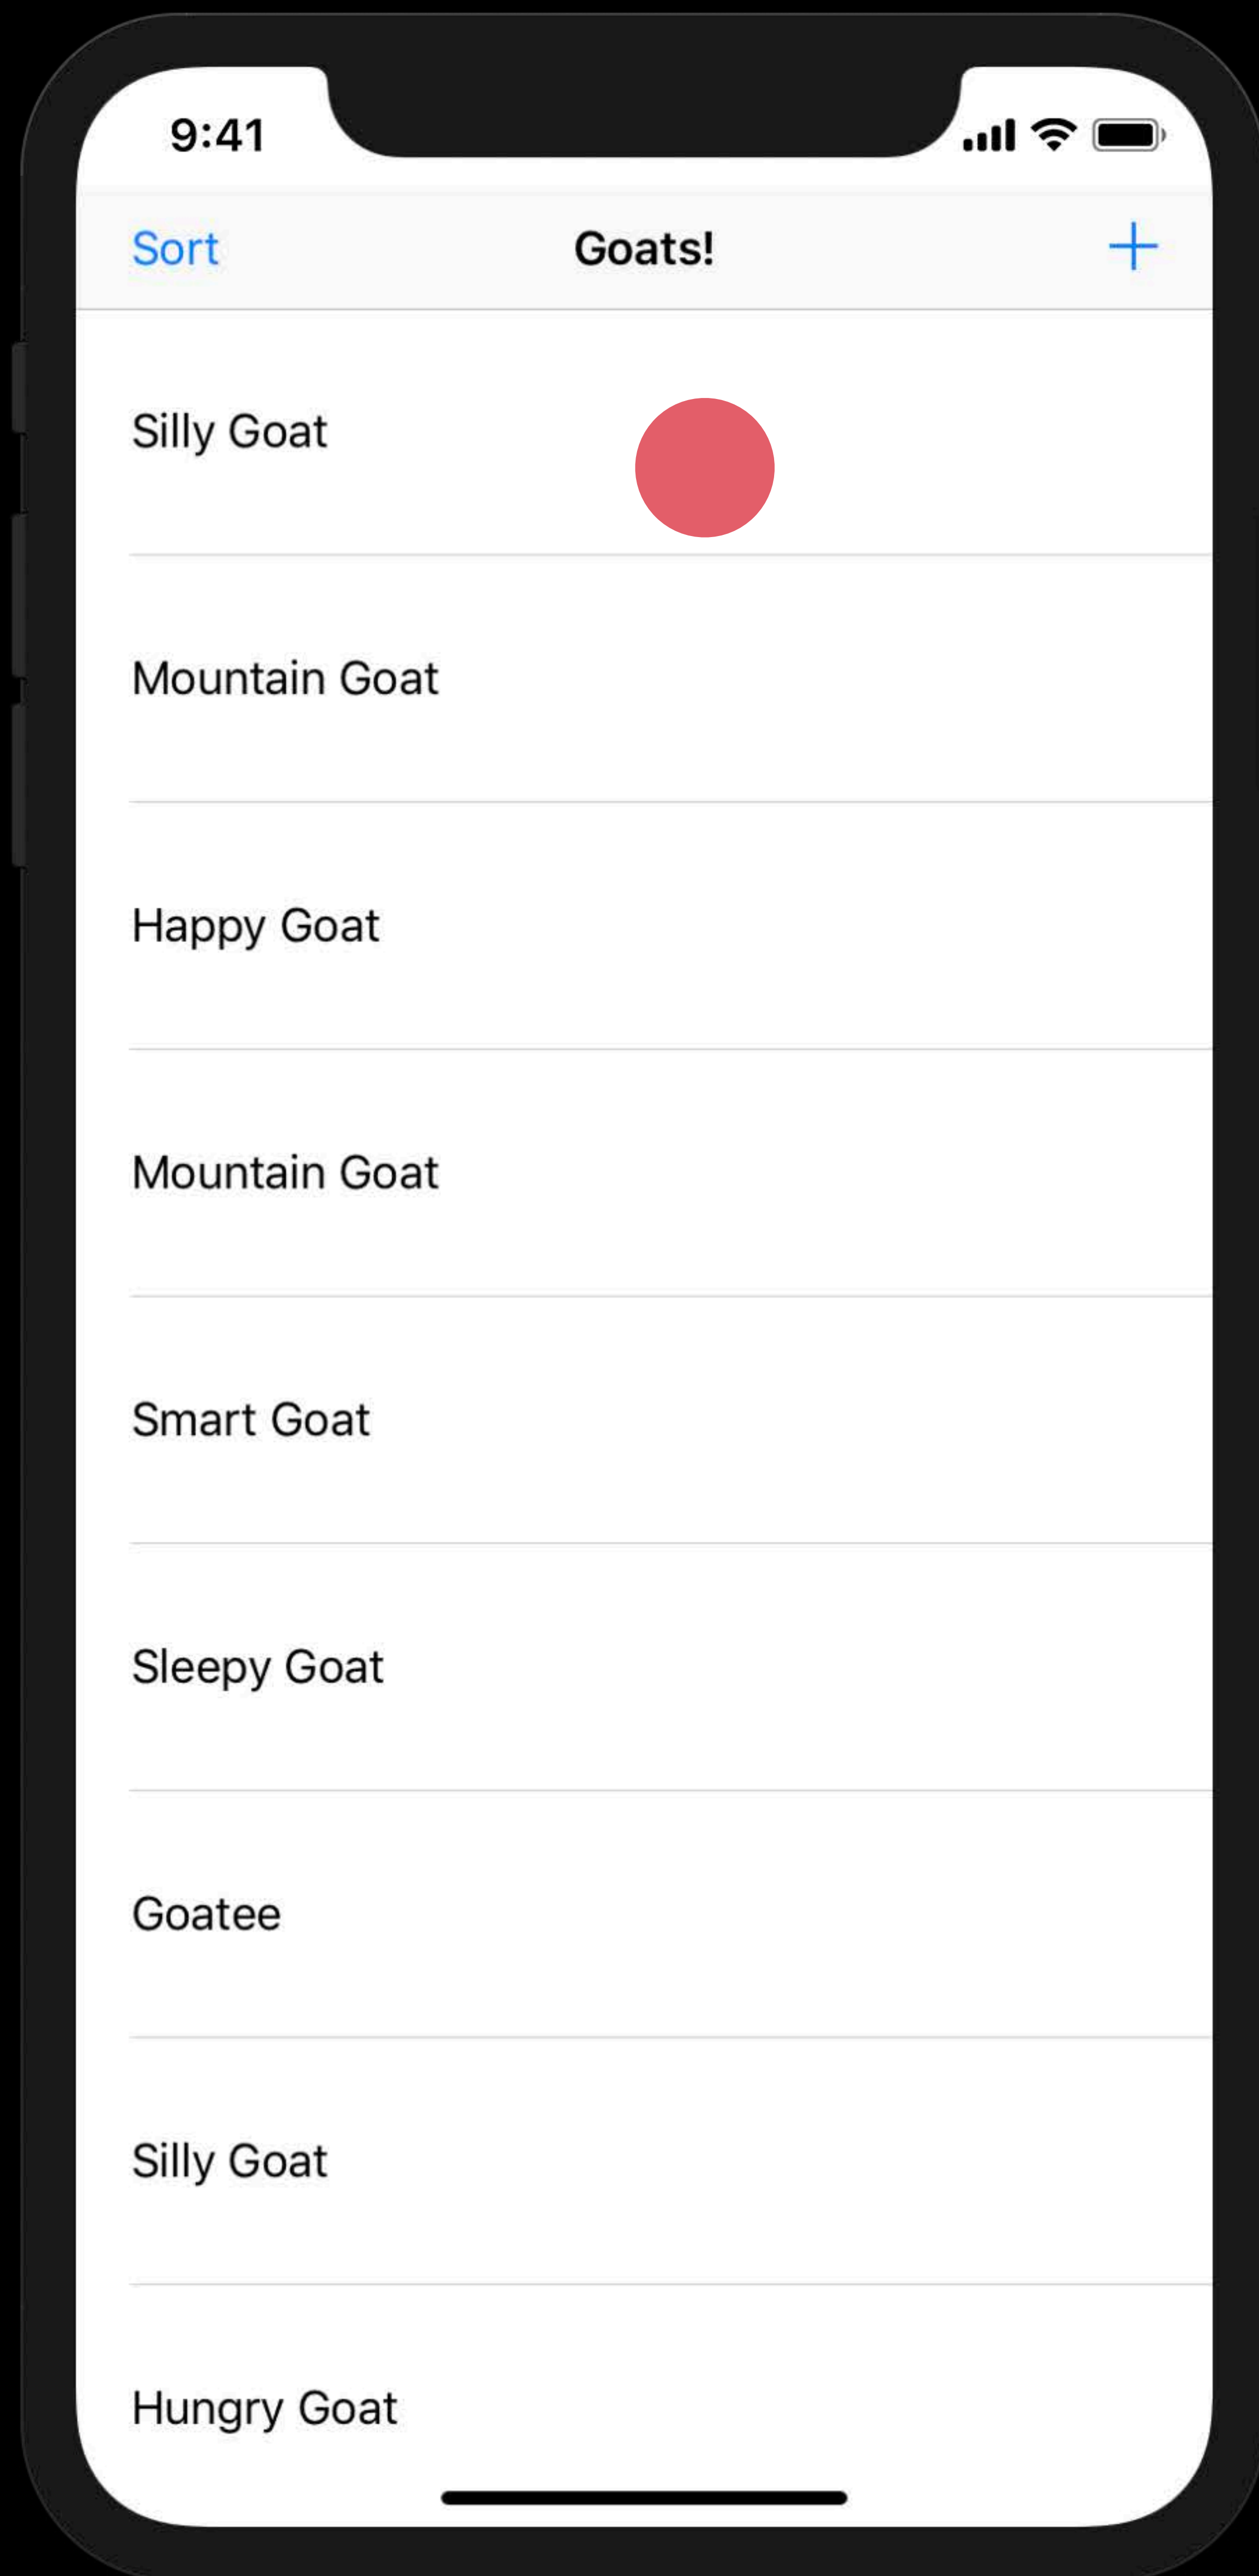 9:41
Sort Goats! +
Silly Goat
Mountain Goat
Happy Goat
Mountain Goat
Smart Goat
Sleepy Goat
Goatee
Silly Goat
Hungry Goat